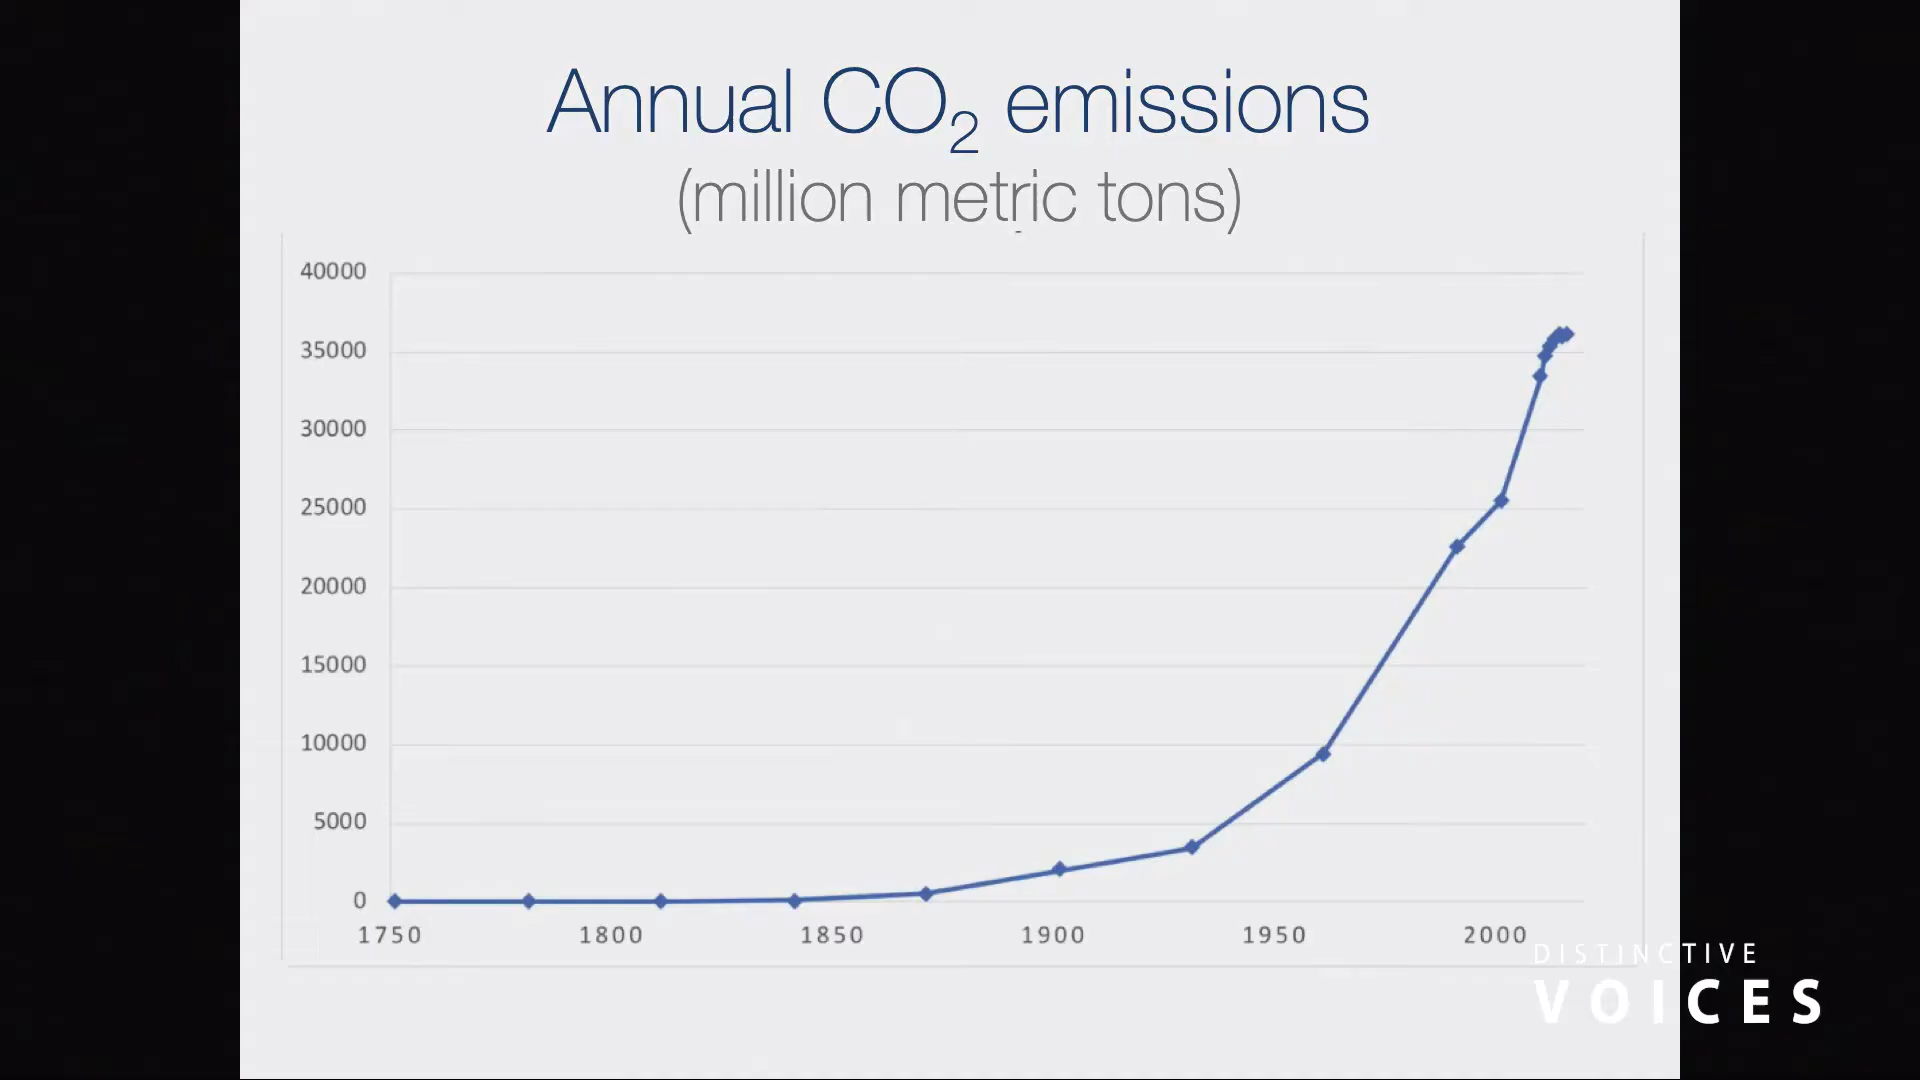 Annual CO₂ emissions
(million metric tons)
40000
35000
30000
25000
20000
15000
10000
5000
0
1750 1800 1850 1900 1950 2000
DISTINCTIVE
VOICES